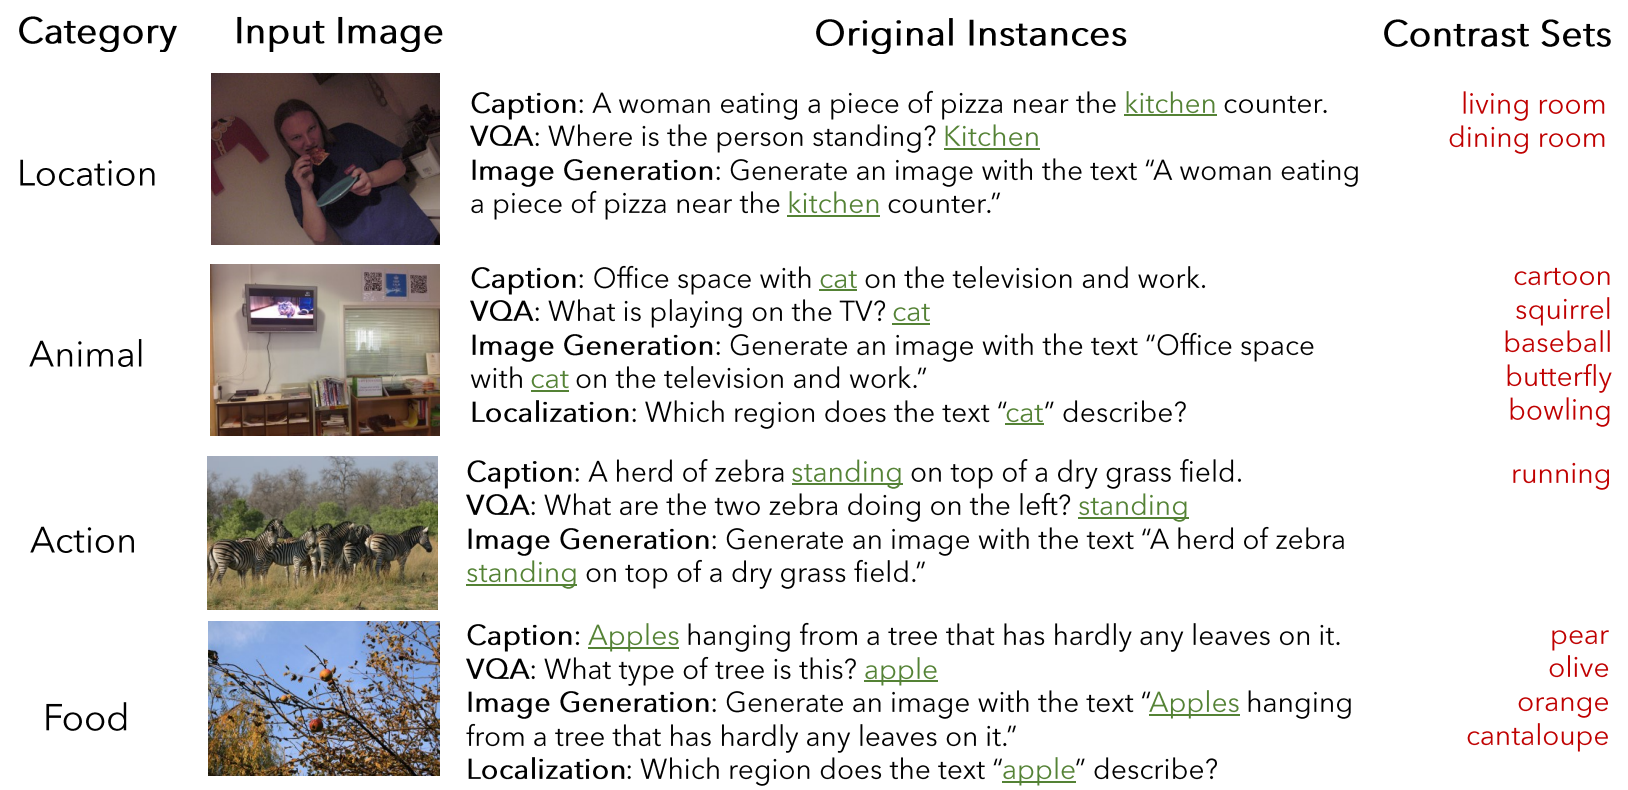 Category Input Image Original Instances Contrast Sets
Location
Caption: A woman eating a piece of pizza near the kitchen counter.
VQA: Where is the person standing? Kitchen
Image Generation: Generate an image with the text “A woman eating
a piece of pizza near the kitchen counter.”
living room
dining room
Animal
Caption: Office space with cat on the television and work.
VQA: What is playing on the TV? cat
Image Generation: Generate an image with the text “Office space
with cat on the television and work.”
Localization: Which region does the text “cat” describe?
cartoon
squirrel
baseball
butterfly
bowling
Action
Caption: A herd of zebra standing on top of a dry grass field.
VQA: What are the two zebra doing on the left? standing
Image Generation: Generate an image with the text “A herd of zebra
standing on top of a dry grass field.”
running
Food
Caption: Apples hanging from a tree that has hardly any leaves on it.
VQA: What type of tree is this? apple
Image Generation: Generate an image with the text “Apples hanging
from a tree that has hardly any leaves on it.”
Localization: Which region does the text “apple” describe?
pear
olive
orange
cantaloupe